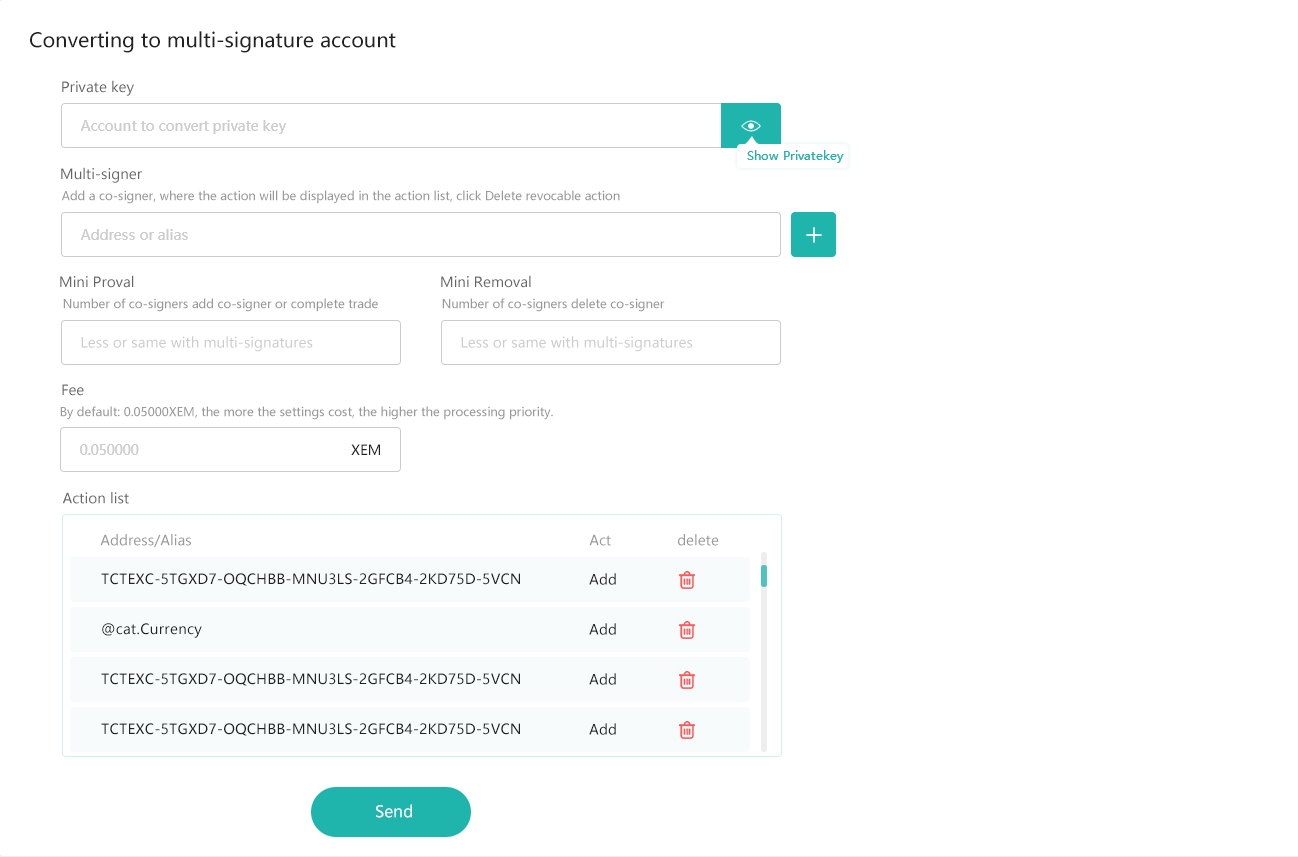 Converting to multi-signature account
Private key
Account to convert private key
Show Privatekey
Multi-signer
Add a co-signer, where the action will be displayed in the action list, click Delete revocable action
Address or alias
Mini Proval
Mini Removal
Number of co-signers add co-signer or complete trade
Number of co-signers delete co-signer
Less or same with multi-signatures
Less or same with multi-signatures
Fee
By default: 0.05000XEM, the more the settings cost, the higher the processing priority.
0.050000 XEM
Action list
Address/Alias Act delete
TCTEXC-5TGXD7-OQCHBB-MNU3LS-2GFCB4-2KD75D-5VCN Add
@cat.Currency Add
TCTEXC-5TGXD7-OQCHBB-MNU3LS-2GFCB4-2KD75D-5VCN Add
TCTEXC-5TGXD7-OQCHBB-MNU3LS-2GFCB4-2KD75D-5VCN Add
Send